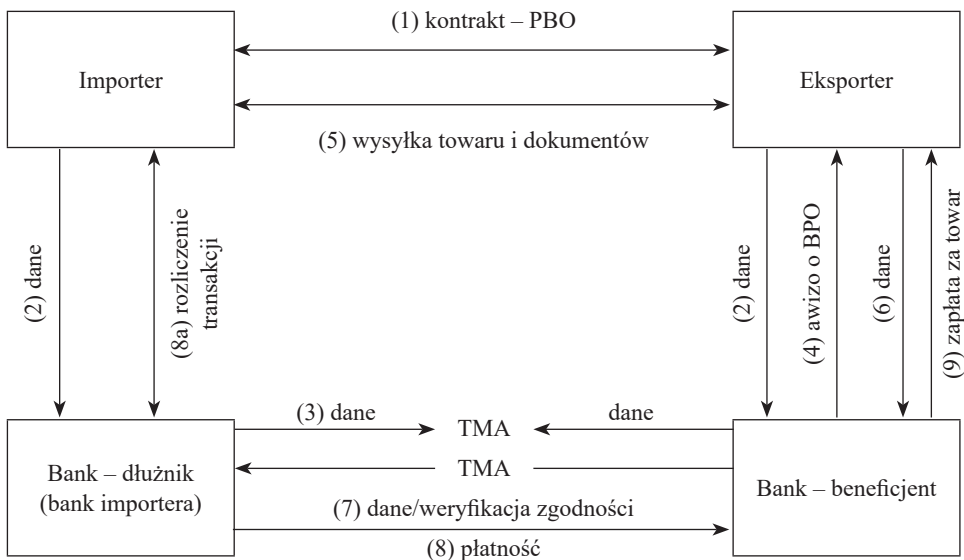 (1) kontrakt – PBO
Importer
Eksporter
(5) wysyłka towaru i dokumentów
(2) dane
(8a) rozliczenie
transakcji
(2) dane
(4) awizo o BPO
(6) dane
(9) zapłata za towar
(3) dane
TMA
dane
TMA
Bank – dłużnik
(bank importera)
Bank – beneficjent
(7) dane/weryfikacja zgodności
(8) płatność